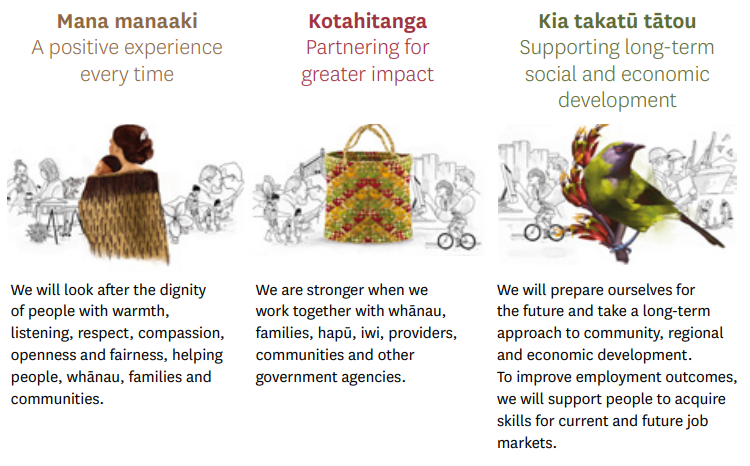 Mana manaaki
A positive experience
every time
We will look after the dignity
of people with warmth,
listening, respect, compassion,
openness and fairness, helping
people, whānau, families and
communities.
Kotahitanga
Partnering for
greater impact
We are stronger when we
work together with whānau,
families, hapū, iwi, providers,
communities and other
government agencies.
Kia takatū tātou
Supporting long-term
social and economic
development
We will prepare ourselves for
the future and take a long-term
approach to community, regional
and economic development.
To improve employment outcomes,
we will support people to acquire
skills for current and future job
markets.